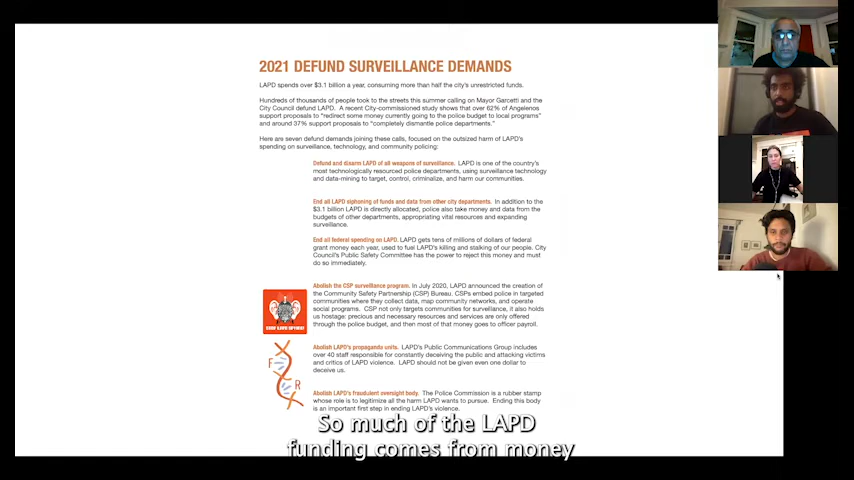 2021 DEFUND SURVEILLANCE DEMANDS
LAPD spends over $3.1 billion a year, consuming more than half the city's unrestricted funds.
Hundreds of thousands of people took to the streets this summer calling on Mayor Garcetti and the
City Council defund LAPD. A recent City-commissioned study shows that over 62% of Angelenos
support proposals to "redirect some money currently going to the police budget to local programs"
and around 37% support proposals to "completely dismantle police departments."
Here are seven defund demands joining these calls, focused on the outsized harm of LAPD's
spending on surveillance, technology, and community policing:
Defund and disarm LAPD of all weapons of surveillance. LAPD is one of the country's
most technologically resourced police departments, using surveillance technology
and data-mining to target, control, criminalize, and harm our communities.
End all LAPD siphoning of funds and data from other city departments. In addition to the
$3.1 billion LAPD is directly allocated, police also take money and data from the
budgets of other departments, appropriating vital resources and expanding
surveillance.
End all federal spending on LAPD. LAPD gets tens of millions of dollars of federal
grant money each year, used to fuel LAPD's killing and stalking of our people. City
Council's Public Safety Committee has the power to reject this money and must
do so immediately.
Abolish the CSP surveillance program. In July 2020, LAPD announced the creation of
the Community Safety Partnership (CSP) Bureau. CSPs embed police in targeted
communities where they collect data, map community networks, and operate
social programs. CSP not only targets communities for surveillance, it also holds
us hostage: precious and necessary resources and services are only offered
through the police budget, and then most of that money goes to officer payroll.
STOP LAPD SPYING
Abolish LAPD's propaganda units. LAPD's Public Communications Group includes
over 40 staff responsible for constantly deceiving the public and attacking victims
and critics of LAPD violence. LAPD should not be given even one dollar to
deceive us.
F
R
Abolish LAPD's fraudulent oversight body. The Police Commission is a rubber stamp
whose role is to legitimize all the harm LAPD wants to pursue. Ending this body
is an important first step in ending LAPD's violence.
So much of the LAPD
funding comes from money